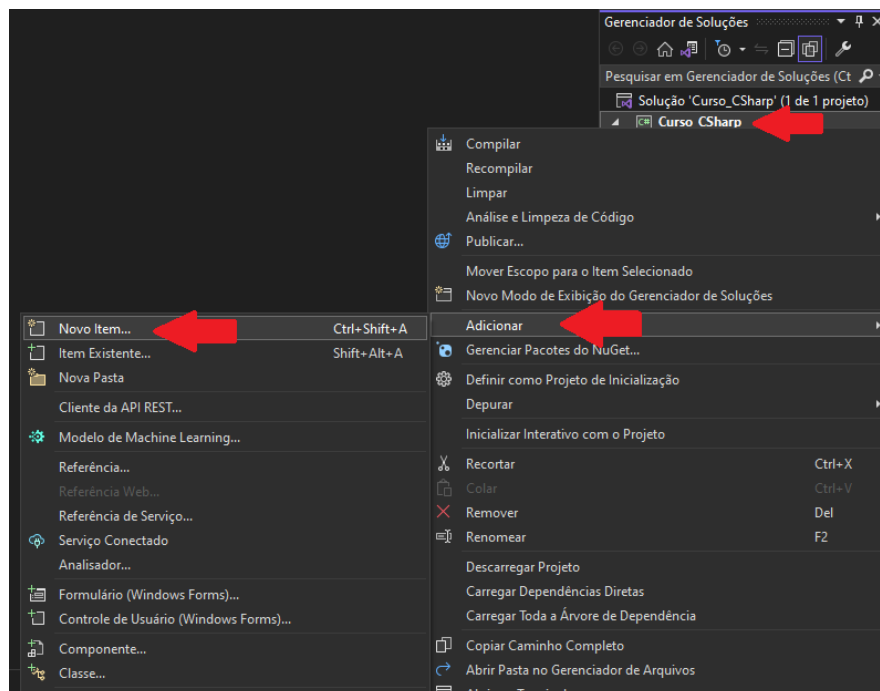 Gerenciador de Soluções
Pesquisar em Gerenciador de Soluções (Ct
Solução 'Curso_CSharp' (1 de 1 projeto)
C# Curso CSharp
Compilar
Recompilar
Limpar
Análise e Limpeza de Código
Publicar...
Mover Escopo para o Item Selecionado
Novo Modo de Exibição do Gerenciador de Soluções
Adicionar
Gerenciar Pacotes do NuGet...
Definir como Projeto de Inicialização
Depurar
Inicializar Interativo com o Projeto
Recortar Ctrl+X
Colar Ctrl+V
Remover Del
Renomear F2
Descarregar Projeto
Carregar Dependências Diretas
Carregar Toda a Árvore de Dependência
Copiar Caminho Completo
Abrir Pasta no Gerenciador de Arquivos
Novo Item... Ctrl+Shift+A
Item Existente... Shift+Alt+A
Nova Pasta
Cliente da API REST...
Modelo de Machine Learning...
Referência...
Referência Web...
Referência de Serviço...
Serviço Conectado
Analisador...
Formulário (Windows Forms)...
Controle de Usuário (Windows Forms)...
Componente...
Classe...